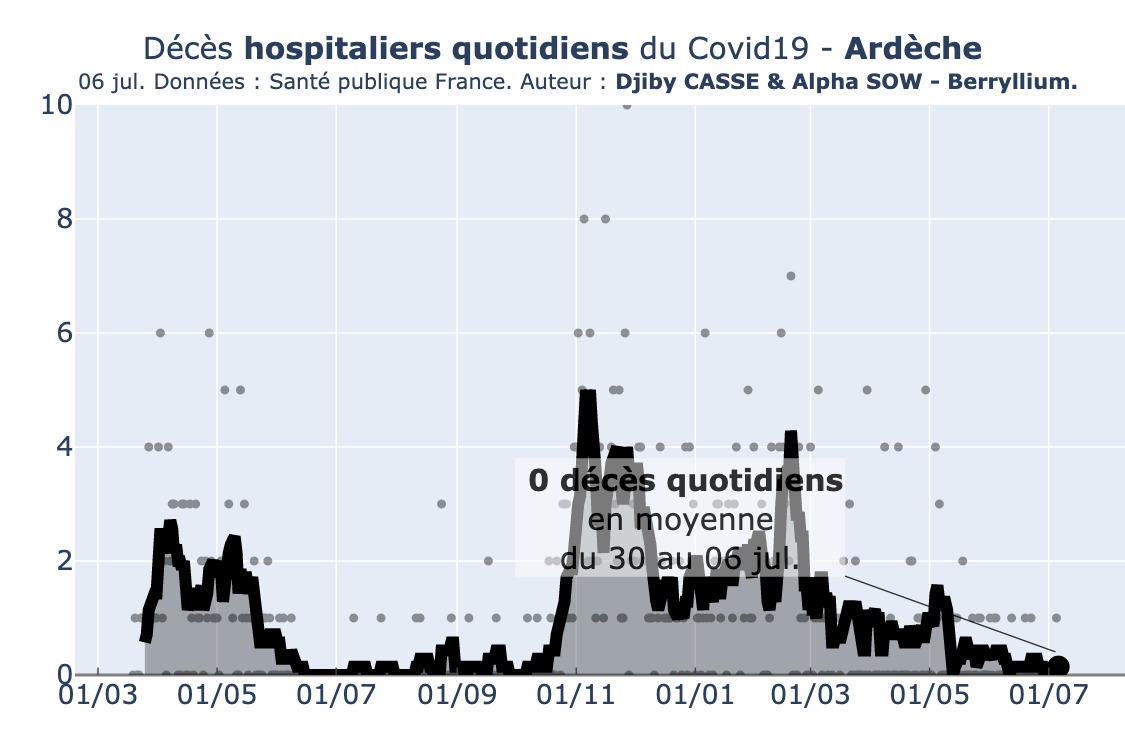 Décès hospitaliers quotidiens du Covid19 - Ardèche
06 jul. Données : Santé publique France. Auteur : Djiby CASSE & Alpha SOW - Berryllium.
10
8
6
4
2
0
0 décès quotidiens
en moyenne
du 30 au 06 jul.
01/03 01/05 01/07 01/09 01/11 01/01 01/03 01/05 01/07